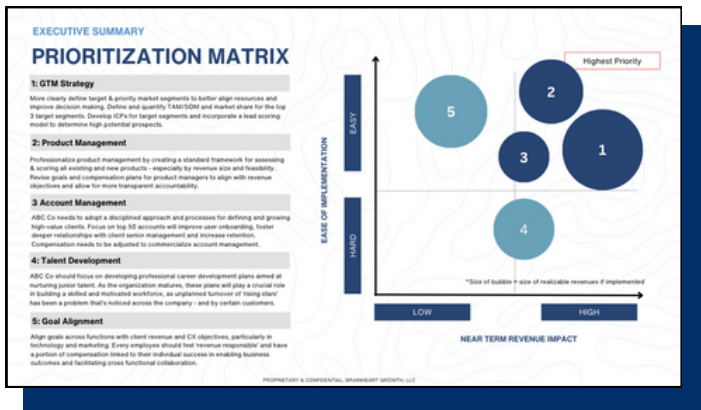 EXECUTIVE SUMMARY
PRIORITIZATION MATRIX
1: GTM Strategy
More clearly define target & priority market segments to better align resources and
improve decision making. Define and quantify TAM/SOM and market share for the top
3 target segments. Develop ICPs for target segments and incorporate a lead scoring
model to determine high potential prospects.
2: Product Management
Professionalize product management by creating a standard framework for assessing
& scoring all existing and new products - especially by revenue size and feasibility.
Revise goals and compensation plans for product managers to align with revenue
objectives and allow for more transparent accountability.
3 Account Management
ABC Co needs to adopt a disciplined approach and processes for defining and growing
high-value clients. Focus on top 50 accounts will improve user onboarding, foster
deeper relationships with client senior management and increase retention.
Compensation needs to be adjusted to commercialize account management.
4: Talent Development
ABC Co should focus on developing professional career development plans aimed at
nurturing junior talent. As the organization matures, these plans will play a crucial role
in building a skilled and motivated workforce, as unplanned turnover of 'rising stars'
has been a problem that's noticed across the company - and by certain customers.
5: Goal Alignment
Align goals across functions with client revenue and CX objectives, particularly in
technology and marketing. Every employee should feel 'revenue responsible' and have
a portion of compensation linked to their individual success in enabling business
outcomes and facilitating cross functional collaboration.
EASE OF IMPLEMENTATION
EASY
HARD
Highest Priority
5
2
1
3
4
*Size of bubble = size of realizable revenues if implemented
LOW
HIGH
NEAR TERM REVENUE IMPACT
PROPRIETARY & CONFIDENTIAL, BRAINHEART GROWTH, LLC